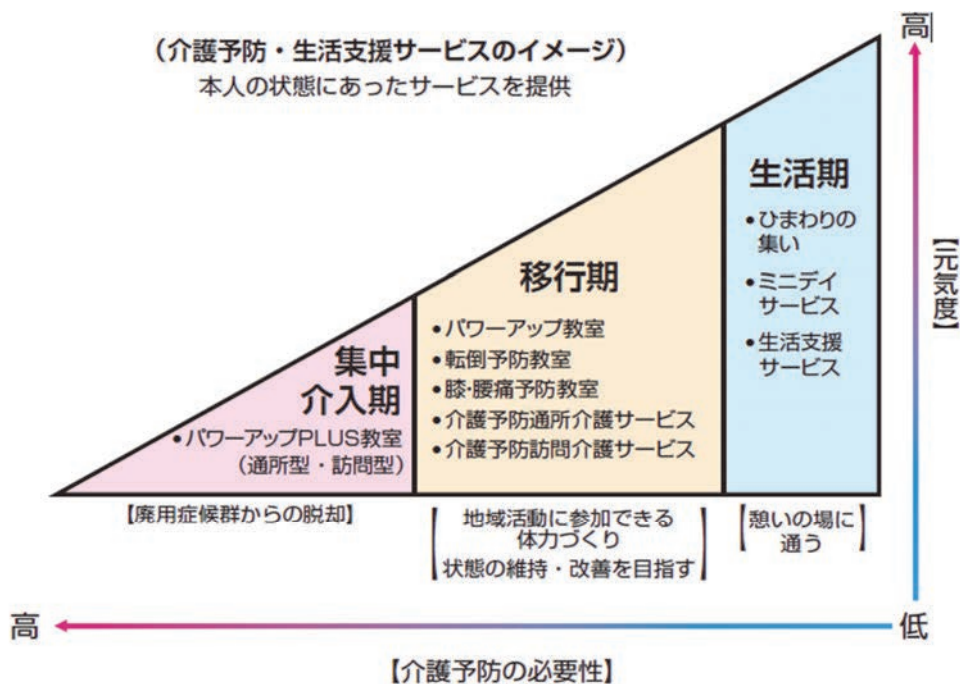 （介護予防・生活支援サービスのイメージ）
本人の状態にあったサービスを提供
高
【元気度】
集中
介入期
•パワーアップPLUS教室
（通所型・訪問型）
【廃用症候群からの脱却】
移行期
•パワーアップ教室
•転倒予防教室
•膝・腰痛予防教室
•介護予防通所介護サービス
•介護予防訪問介護サービス
【地域活動に参加できる
体力づくり
状態の維持・改善を目指す】
生活期
•ひまわりの
集い
•ミニデイ
サービス
•生活支援
サービス
【憩いの場に
通う】
高
低
【介護予防の必要性】